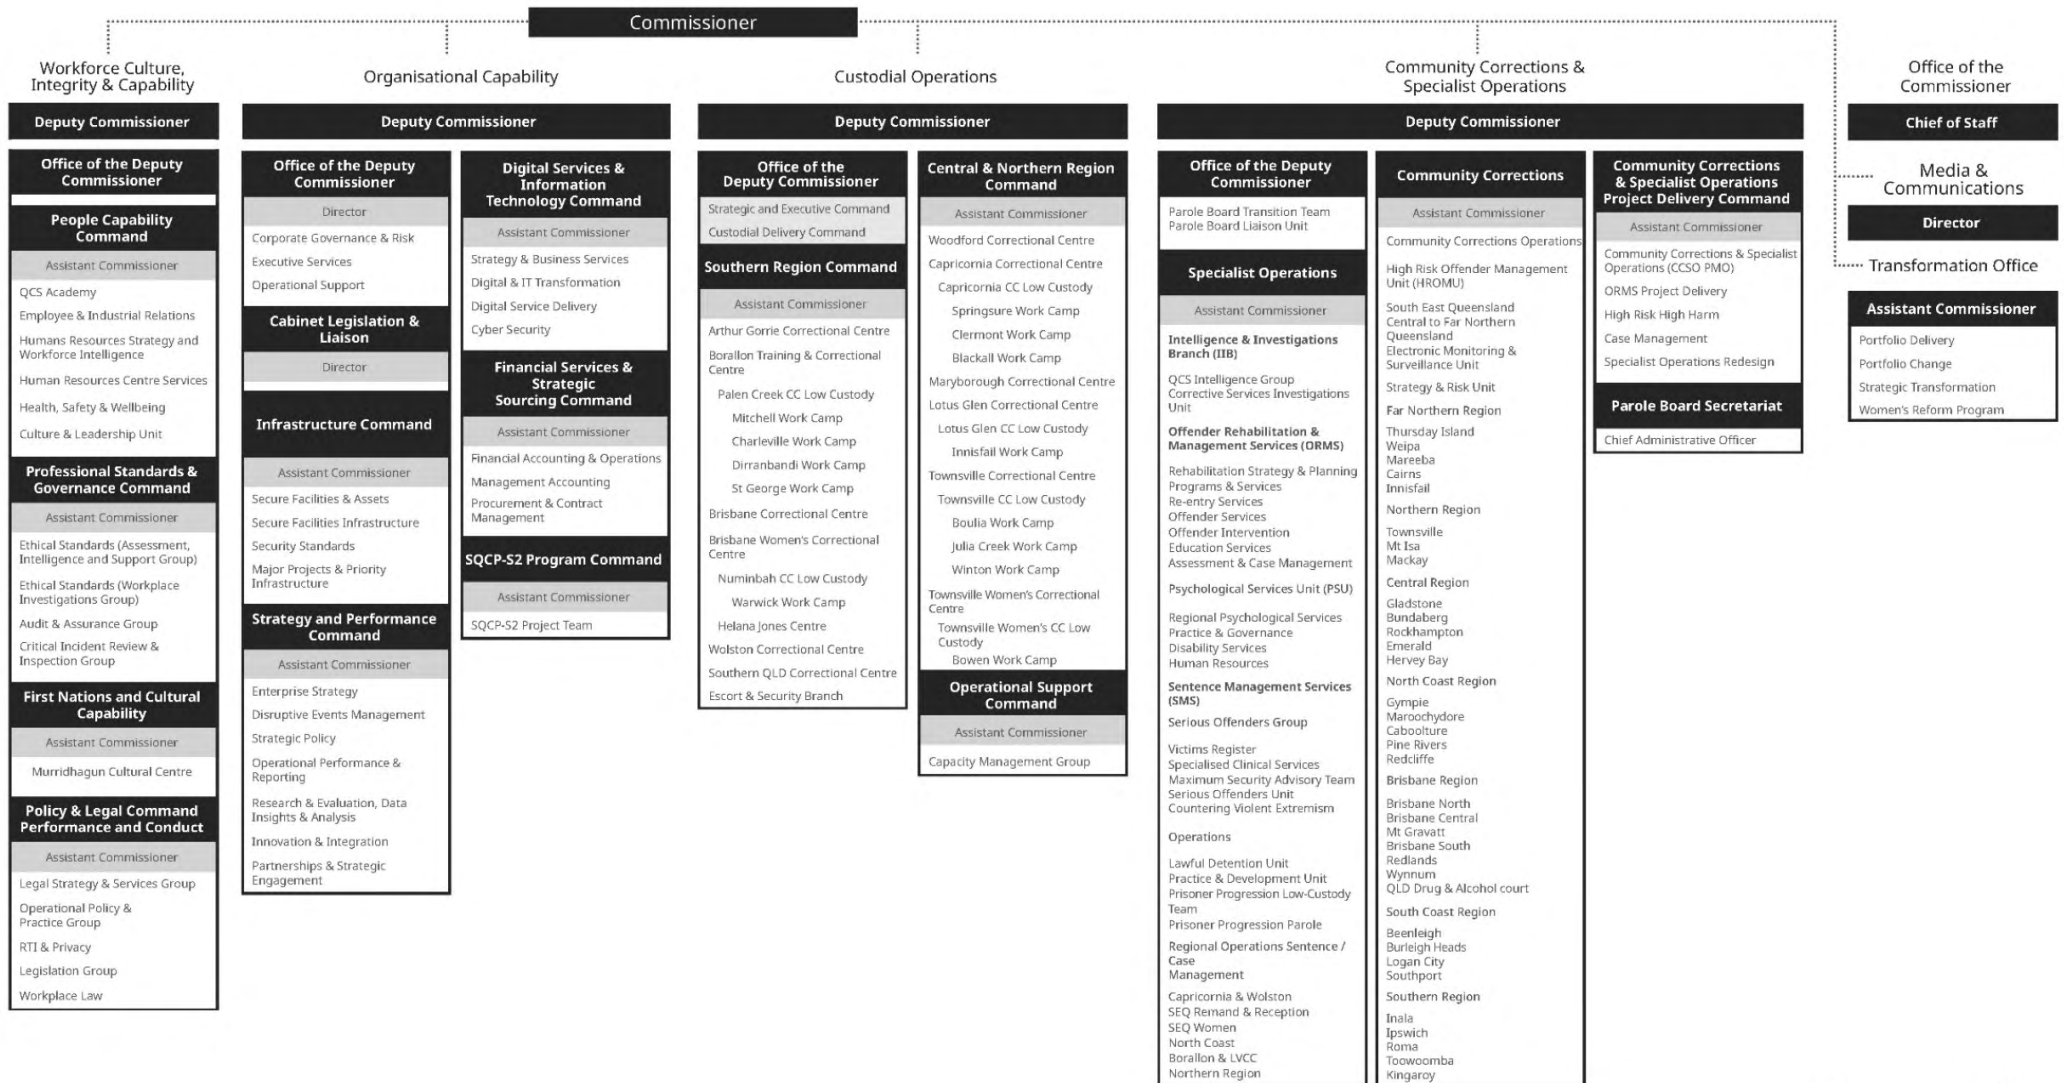 Commissioner
Workforce Culture,
Integrity & Capability
Deputy Commissioner
Office of the Deputy
Commissioner
People Capability
Command
Assistant Commissioner
QCS Academy
Employee & Industrial Relations
Humans Resources Strategy and
Workforce Intelligence
Human Resources Centre Services
Health, Safety & Wellbeing
Culture & Leadership Unit
Professional Standards &
Governance Command
Assistant Commissioner
Ethical Standards (Assessment,
Intelligence and Support Group)
Ethical Standards (Workplace
Investigations Group)
Audit & Assurance Group
Critical Incident Review &
Inspection Group
First Nations and Cultural
Capability
Assistant Commissioner
Murridhagun Cultural Centre
Policy & Legal Command
Performance and Conduct
Assistant Commissioner
Legal Strategy & Services Group
Operational Policy &
Practice Group
RTI & Privacy
Legislation Group
Workplace Law
Organisational Capability
Deputy Commissioner
Office of the Deputy
Commissioner
Director
Corporate Governance & Risk
Executive Services
Operational Support
Cabinet Legislation &
Liaison
Director
Infrastructure Command
Assistant Commissioner
Secure Facilities & Assets
Secure Facilities Infrastructure
Security Standards
Major Projects & Priority
Infrastructure
Strategy and Performance
Command
Assistant Commissioner
Enterprise Strategy
Disruptive Events Management
Strategic Policy
Operational Performance &
Reporting
Research & Evaluation, Data
Insights & Analysis
Innovation & Integration
Partnerships & Strategic
Engagement
Digital Services &
Information
Technology Command
Assistant Commissioner
Strategy & Business Services
Digital & IT Transformation
Digital Service Delivery
Cyber Security
Financial Services &
Strategic
Sourcing Command
Assistant Commissioner
Financial Accounting & Operations
Management Accounting
Procurement & Contract
Management
SQCP-S2 Program Command
Assistant Commissioner
SQCP-S2 Project Team
Custodial Operations
Deputy Commissioner
Office of the
Deputy Commissioner
Strategic and Executive Command
Custodial Delivery Command
Southern Region Command
Assistant Commissioner
Arthur Gorrie Correctional Centre
Borallon Training & Correctional
Centre
Palen Creek CC Low Custody
Mitchell Work Camp
Charleville Work Camp
Dirranbandi Work Camp
St George Work Camp
Brisbane Correctional Centre
Brisbane Women's Correctional
Centre
Numinbah CC Low Custody
Warwick Work Camp
Helana Jones Centre
Wolston Correctional Centre
Southern QLD Correctional Centre
Escort & Security Branch
Central & Northern Region
Command
Assistant Commissioner
Woodford Correctional Centre
Capricornia Correctional Centre
Capricornia CC Low Custody
Springsure Work Camp
Clermont Work Camp
Blackall Work Camp
Maryborough Correctional Centre
Lotus Glen Correctional Centre
Lotus Glen CC Low Custody
Innisfail Work Camp
Townsville Correctional Centre
Townsville CC Low Custody
Boulia Work Camp
Julia Creek Work Camp
Winton Work Camp
Townsville Women's Correctional
Centre
Townsville Women's CC Low
Custody
Bowen Work Camp
Operational Support
Command
Assistant Commissioner
Capacity Management Group
Community Corrections &
Specialist Operations
Deputy Commissioner
Office of the Deputy
Commissioner
Parole Board Transition Team
Parole Board Liaison Unit
Specialist Operations
Assistant Commissioner
Intelligence & Investigations
Branch (IIB)
QCS Intelligence Group
Corrective Services Investigations
Unit
Offender Rehabilitation &
Management Services (ORMS)
Rehabilitation Strategy & Planning
Programs & Services
Re-entry Services
Offender Services
Offender Intervention
Education Services
Assessment & Case Management
Psychological Services Unit (PSU)
Regional Psychological Services
Practice & Governance
Disability Services
Human Resources
Sentence Management Services
(SMS)
Serious Offenders Group
Victims Register
Specialised Clinical Services
Maximum Security Advisory Team
Serious Offenders Unit
Countering Violent Extremism
Operations
Lawful Detention Unit
Practice & Development Unit
Prisoner Progression Low-Custody
Team
Prisoner Progression Parole
Regional Operations Sentence /
Case
Management
Capricornia & Wolston
SEQ Remand & Reception
SEQ Women
North Coast
Borallon & LVCC
Northern Region
Community Corrections
Assistant Commissioner
Community Corrections Operations
High Risk Offender Management
Unit (HROMU)
South East Queensland
Central to Far Northern
Queensland
Electronic Monitoring &
Surveillance Unit
Strategy & Risk Unit
Far Northern Region
Thursday Island
Weipa
Mareeba
Cairns
Innisfail
Northern Region
Townsville
Mt Isa
Mackay
Central Region
Gladstone
Bundaberg
Rockhampton
Emerald
Hervey Bay
North Coast Region
Gympie
Maroochydore
Caboolture
Pine Rivers
Redcliffe
Brisbane Region
Brisbane North
Brisbane Central
Mt Gravatt
Brisbane South
Redlands
Wynnum
QLD Drug & Alcohol court
South Coast Region
Beenleigh
Burleigh Heads
Logan City
Southport
Southern Region
Inala
Ipswich
Roma
Toowoomba
Kingaroy
Community Corrections
& Specialist Operations
Project Delivery Command
Assistant Commissioner
Community Corrections & Specialist
Operations (CCSO PMO)
ORMS Project Delivery
High Risk High Harm
Case Management
Specialist Operations Redesign
Parole Board Secretariat
Chief Administrative Officer
Office of the
Commissioner
Chief of Staff
Media &
Communications
Director
Transformation Office
Assistant Commissioner
Portfolio Delivery
Portfolio Change
Strategic Transformation
Women's Reform Program